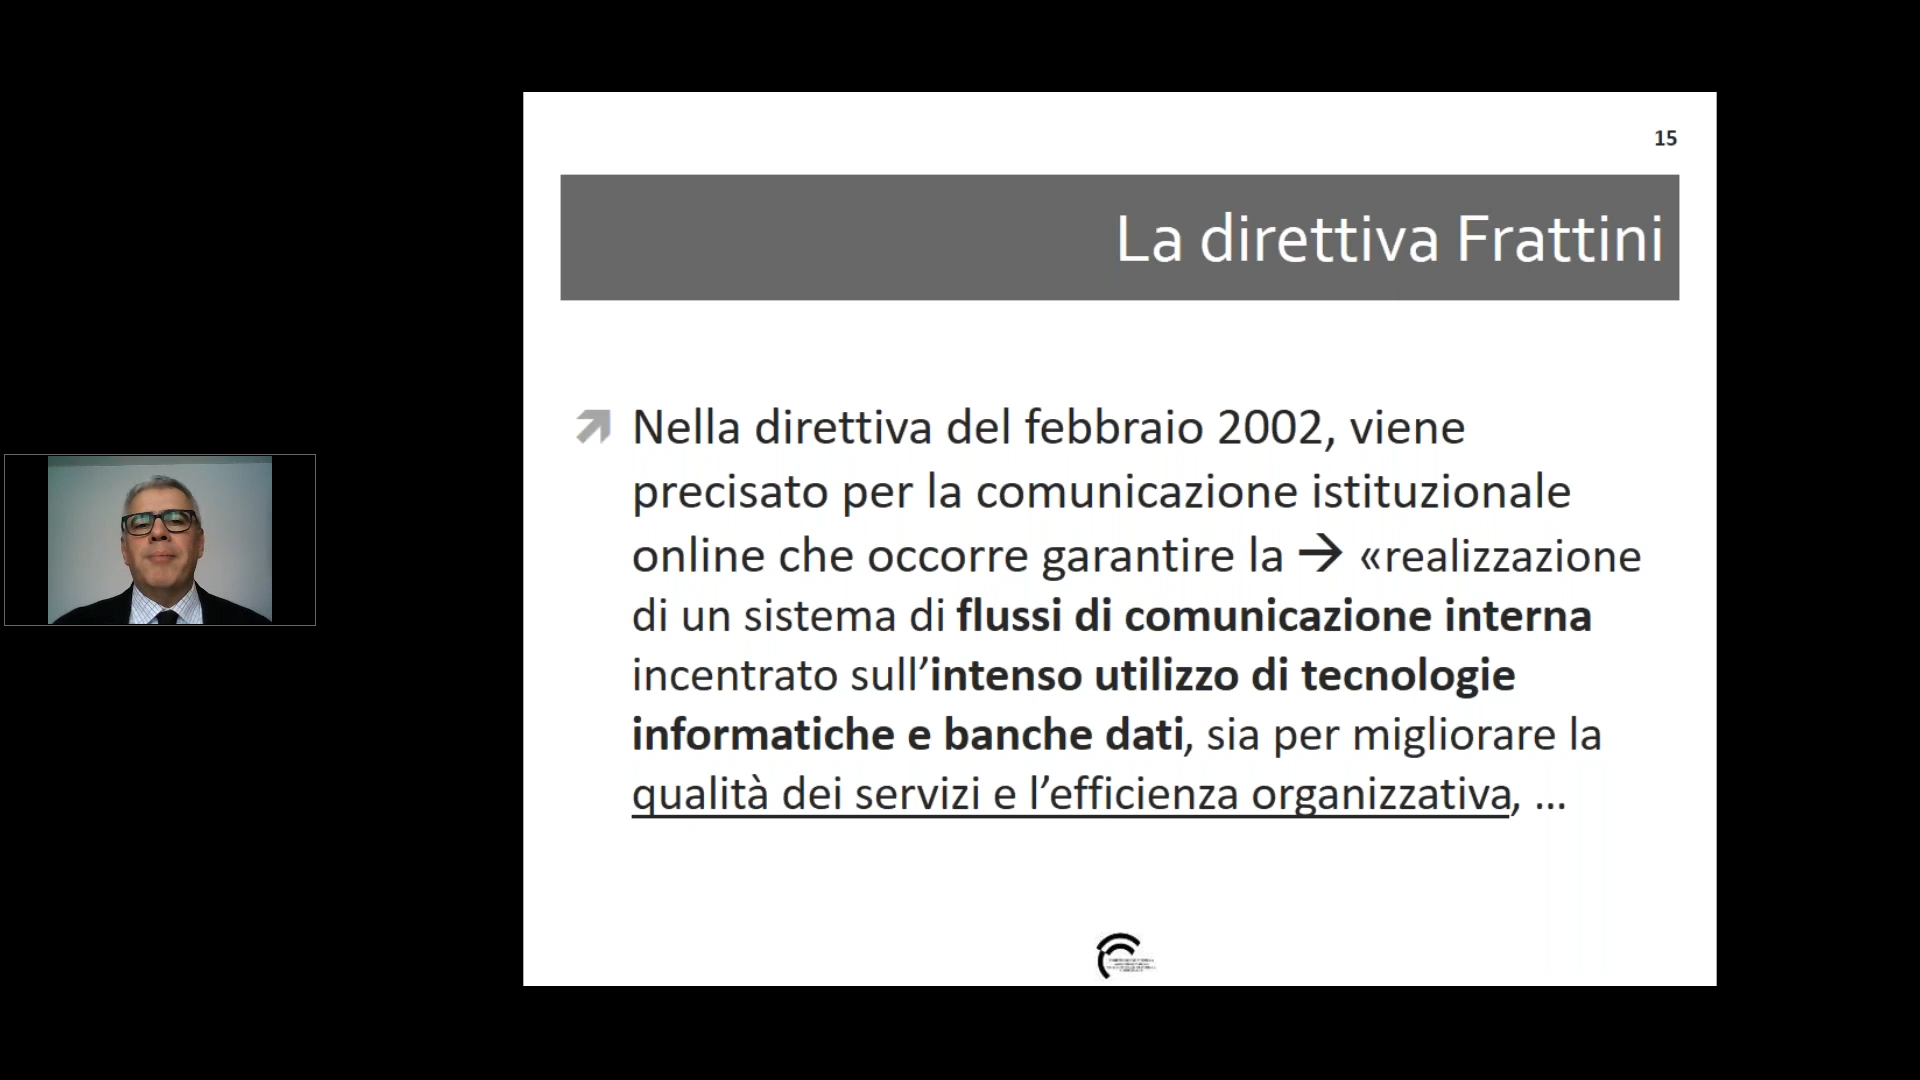 15
La direttiva Frattini
Nella direttiva del febbraio 2002, viene
precisato per la comunicazione istituzionale
online che occorre garantire la → «realizzazione
di un sistema di flussi di comunicazione interna
incentrato sull’intenso utilizzo di tecnologie
informatiche e banche dati, sia per migliorare la
qualità dei servizi e l’efficienza organizzativa, ...